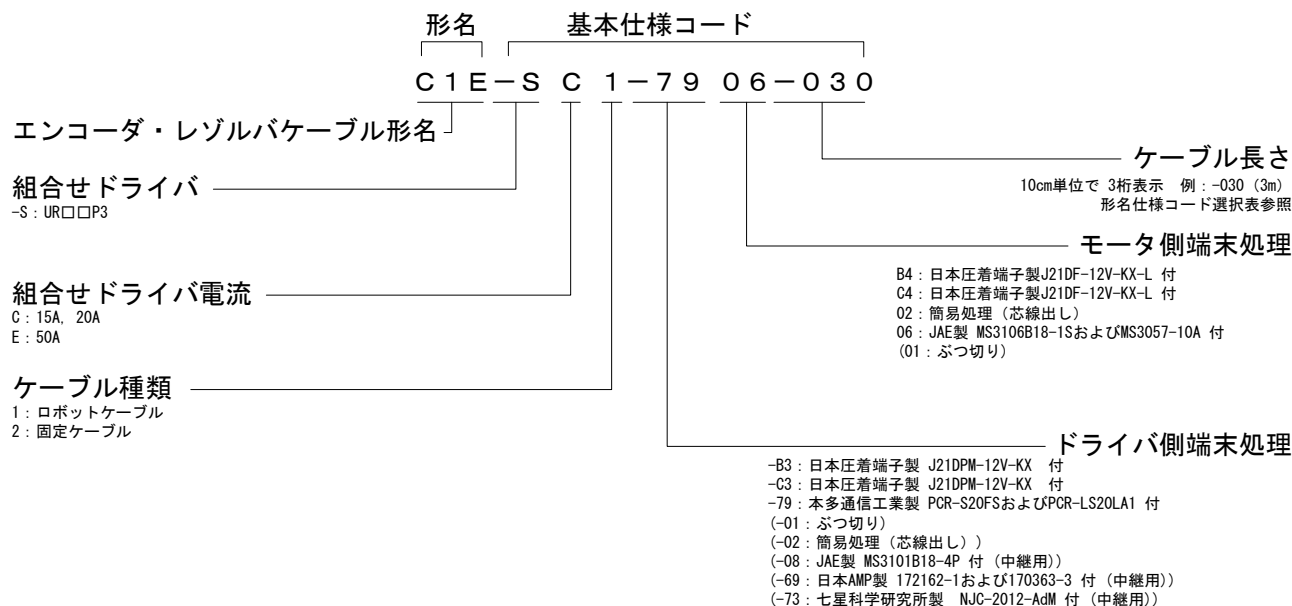 形名 基本仕様コード
C1E-SC1-7906-030
エンコーダ・レゾルバケーブル形名
組合せドライバ
-S：UR□□P3
組合せドライバ電流
C：15A, 20A
E：50A
ケーブル種類
1：ロボットケーブル
2：固定ケーブル
ケーブル長さ
10cm単位で 3桁表示 例：-030（3m）
形名仕様コード選択表参照
モータ側端末処理
B4：日本圧着端子製J21DF-12V-KX-L 付
C4：日本圧着端子製J21DF-12V-KX-L 付
02：簡易処理（芯線出し）
06：JAE製 MS3106B18-1SおよびMS3057-10A 付
(01：ぶつ切り)
ドライバ側端末処理
-B3：日本圧着端子製 J21DPM-12V-KX 付
-C3：日本圧着端子製 J21DPM-12V-KX 付
-79：本多通信工業製 PCR-S20FSおよびPCR-LS20LA1 付
(-01：ぶつ切り)
(-02：簡易処理（芯線出し）)
(-08：JAE製 MS3101B18-4P 付（中継用）)
(-69：日本AMP製 172162-1および170363-3 付（中継用）)
(-73：七星科学研究所製 NJC-2012-AdM 付（中継用）)